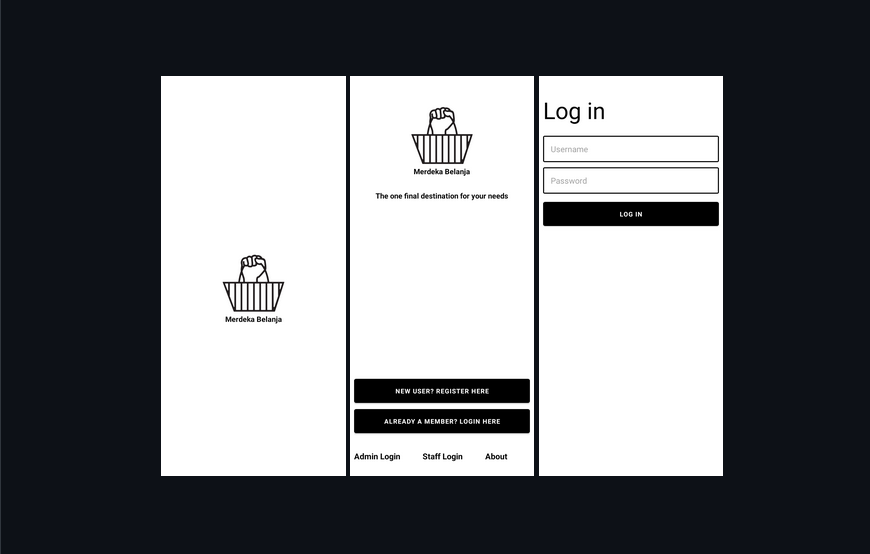 Merdeka Belanja
Merdeka Belanja
The one final destination for your needs
NEW USER? REGISTER HERE
ALREADY A MEMBER? LOGIN HERE
Admin Login Staff Login About
Log in
Username
Password
LOG IN